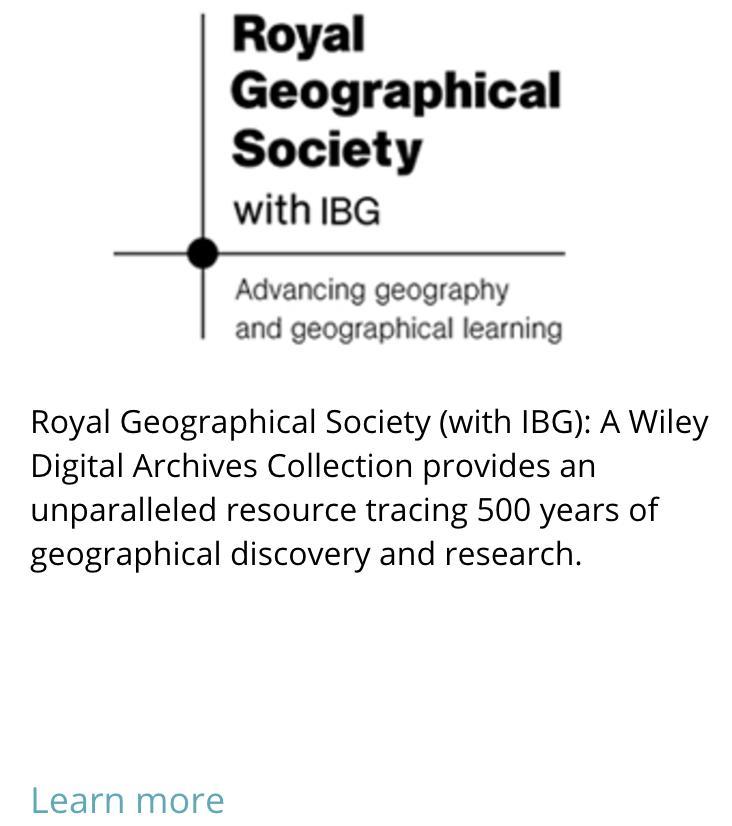 Royal
Geographical
Society
with IBG
Advancing geography
and geographical learning
Royal Geographical Society (with IBG): A Wiley
Digital Archives Collection provides an
unparalleled resource tracing 500 years of
geographical discovery and research.
Learn more